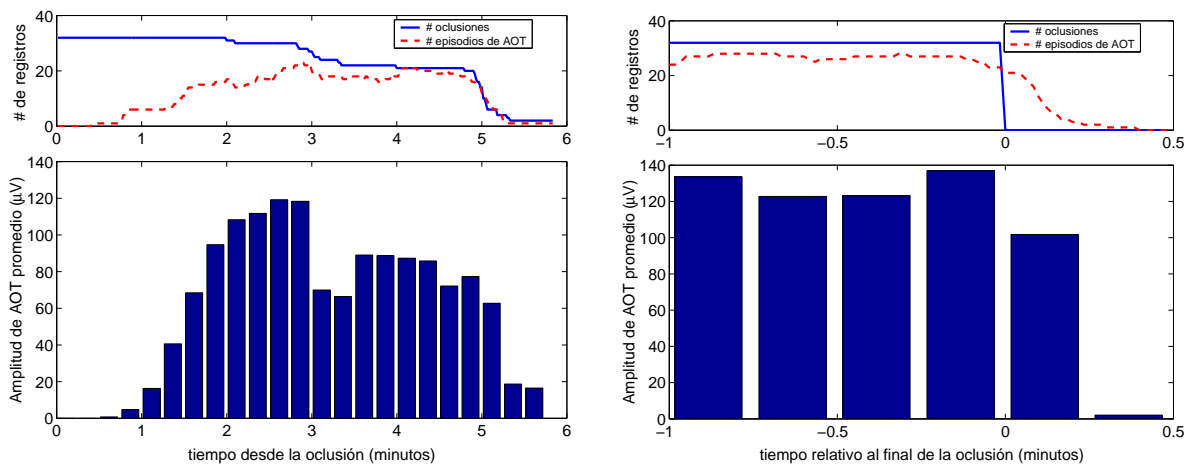 # de registros
40
20
0
0 1 2 3 4 5 6
# oclusiones
# episodios de AOT
Amplitud de AOT promedio (µV)
140
120
100
80
60
40
20
0
0 1 2 3 4 5 6
tiempo desde la oclusión (minutos)
# de registros
40
20
0
−1 −0.5 0 0.5
# oclusiones
# episodios de AOT
Amplitud de AOT promedio (µV)
140
120
100
80
60
40
20
0
−1 −0.5 0 0.5
tiempo relativo al final de la oclusión (minutos)